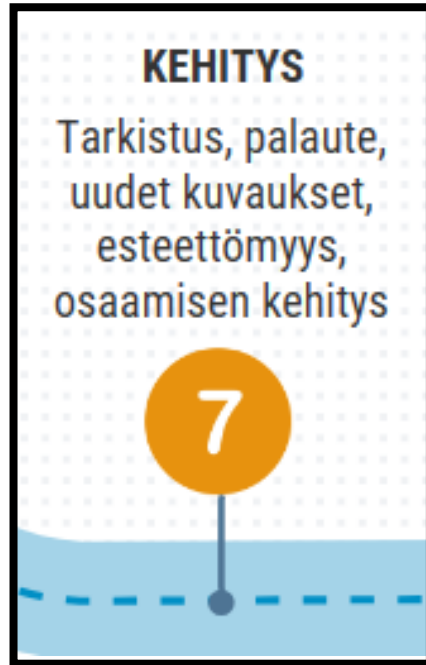 KEHITYS
Tarkistus, palaute,
uudet kuvaukset,
esteettömyys,
osaamisen kehitys
7